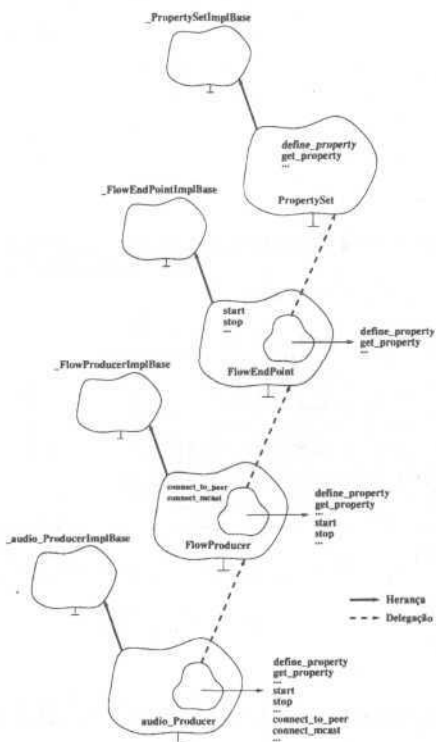 _PropertySetImplBase
define_property
get_property
...
PropertySet
_FlowEndPointImplBase
start
stop
...
FlowEndPoint
define_property
get_property
...
_FlowProducerImplBase
connect_to_peer
connect_mcast
FlowProducer
define_property
get_property
...
start
stop
...
_audio_ProducerImplBase
Herança
Delegação
audio_Producer
define_property
get_property
...
start
stop
...
connect_to_peer
connect_mcast